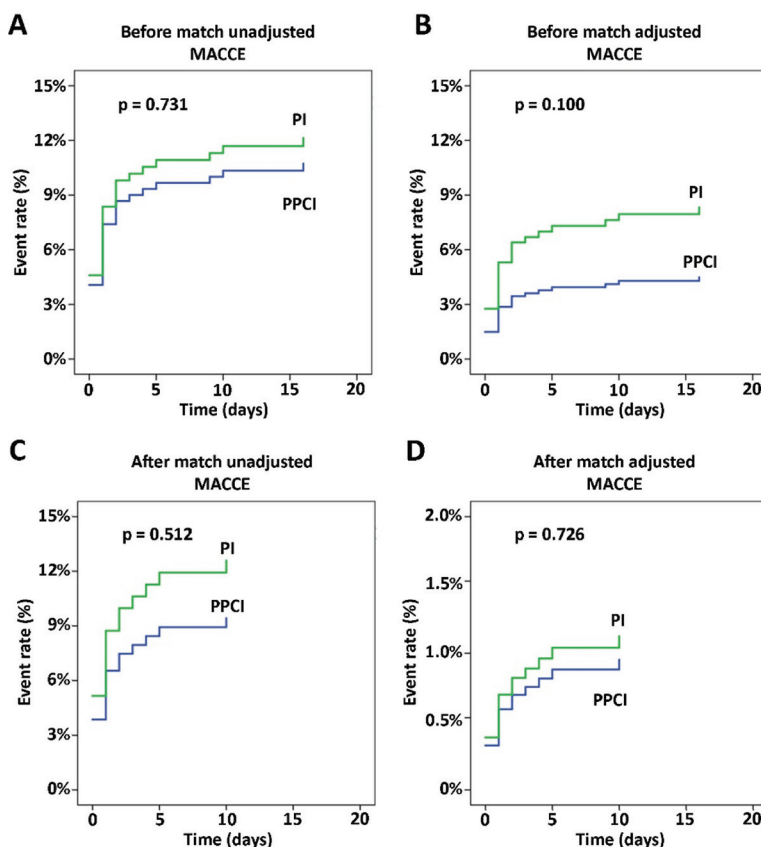 A
Before match unadjusted
MACCE
15%
12%
9%
6%
3%
0%
Event rate (%)
p = 0.731
PI
PPCI
0 5 10 15 20
Time (days)
B
Before match adjusted
MACCE
15%
12%
9%
6%
3%
0%
Event rate (%)
p = 0.100
PI
PPCI
0 5 10 15 20
Time (days)
C
After match unadjusted
MACCE
15%
12%
9%
6%
3%
0%
Event rate (%)
p = 0.512
PI
PPCI
0 5 10 15 20
Time (days)
D
After match adjusted
MACCE
2.0%
1.5%
1.0%
0.5%
0.0%
Event rate (%)
p = 0.726
PI
PPCI
0 5 10 15 20
Time (days)